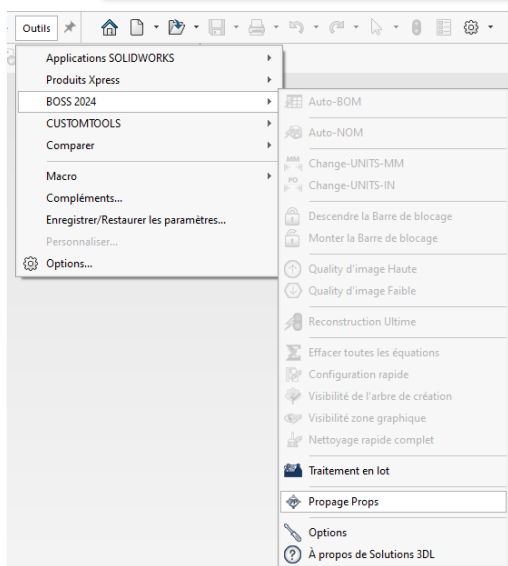 Outils
Applications SOLIDWORKS
Produits Xpress
BOSS 2024
CUSTOMTOOLS
Comparer
Macro
Compléments...
Enregistrer/Restaurer les paramètres...
Personnaliser...
Options...
Auto-BOM
Auto-NOM
MM
Change-UNITS-MM
PO
Change-UNITS-IN
Descendre la Barre de blocage
Monter la Barre de blocage
Quality d'image Haute
Quality d'image Faible
Reconstruction Ultime
Effacer toutes les équations
Configuration rapide
Visibilité de l'arbre de création
Visibilité zone graphique
Nettoyage rapide complet
Traitement en lot
Propage Props
Options
À propos de Solutions 3DL